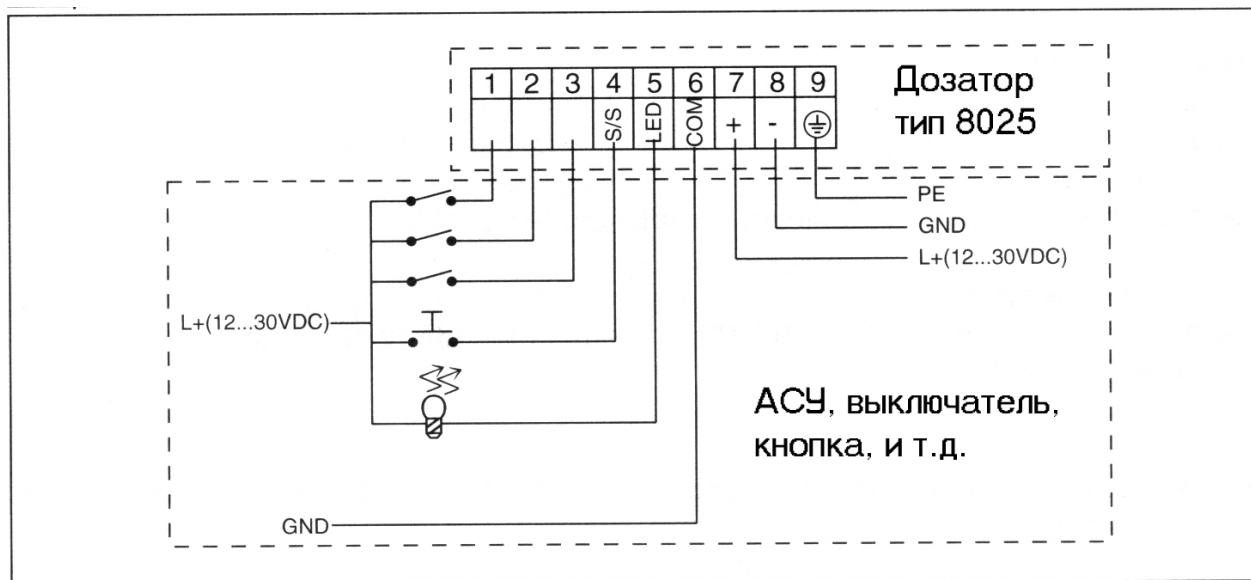 1 2 3 4 5 6 7 8 9
S/S LED COM + -
Дозатор
тип 8025
PE
GND
L+(12...30VDC)
L+(12...30VDC)
АСУ, выключатель,
кнопка, и т.д.
GND